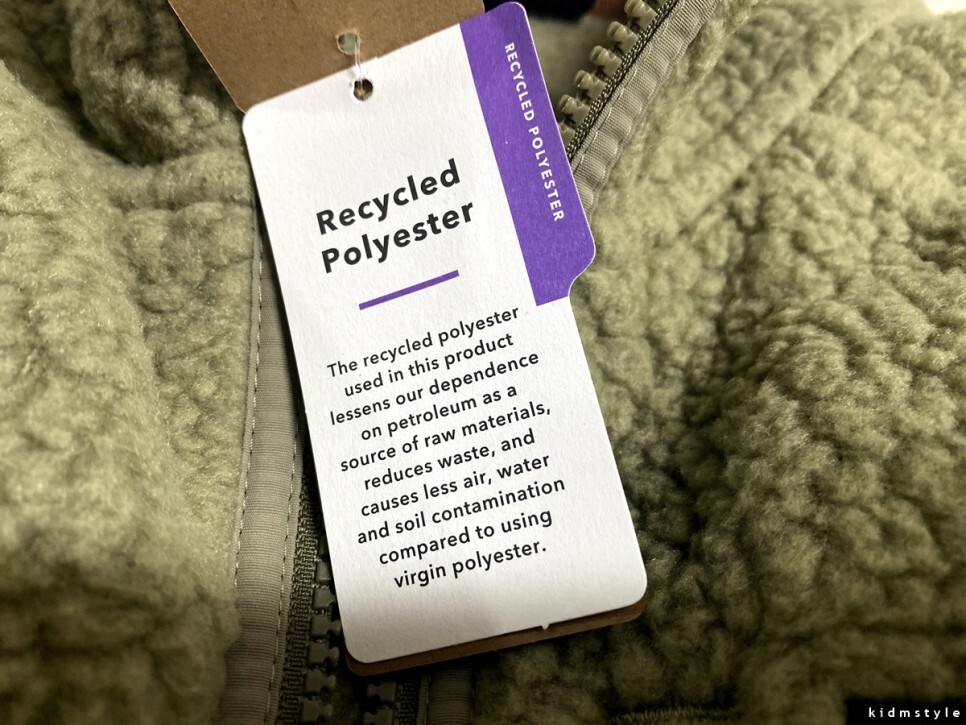 RECYCLED POLYESTER
Recycled
Polyester
The recycled polyester
used in this product
lessens our dependence
on petroleum as a
source of raw materials,
reduces waste, and
causes less air, water
and soil contamination
compared to using
virgin polyester.
kidmstyle